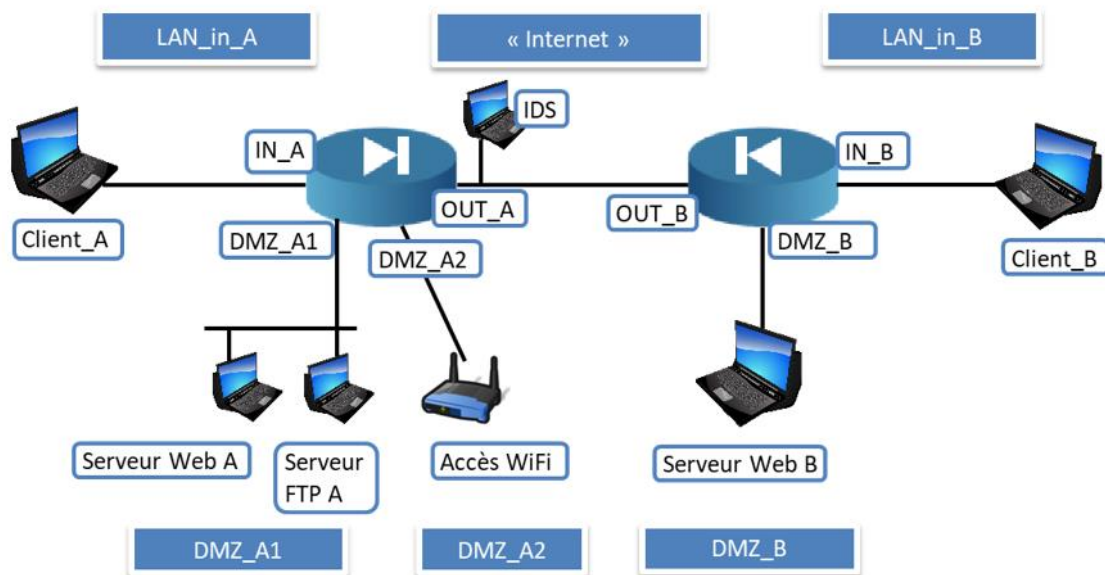 LAN_in_A
« Internet »
LAN_in_B
IDS
IN_A
IN_B
OUT_A
OUT_B
Client_A
DMZ_A1
DMZ_A2
DMZ_B
Client_B
Serveur Web A
Serveur
FTP A
Accès WiFi
Serveur Web B
DMZ_A1
DMZ_A2
DMZ_B